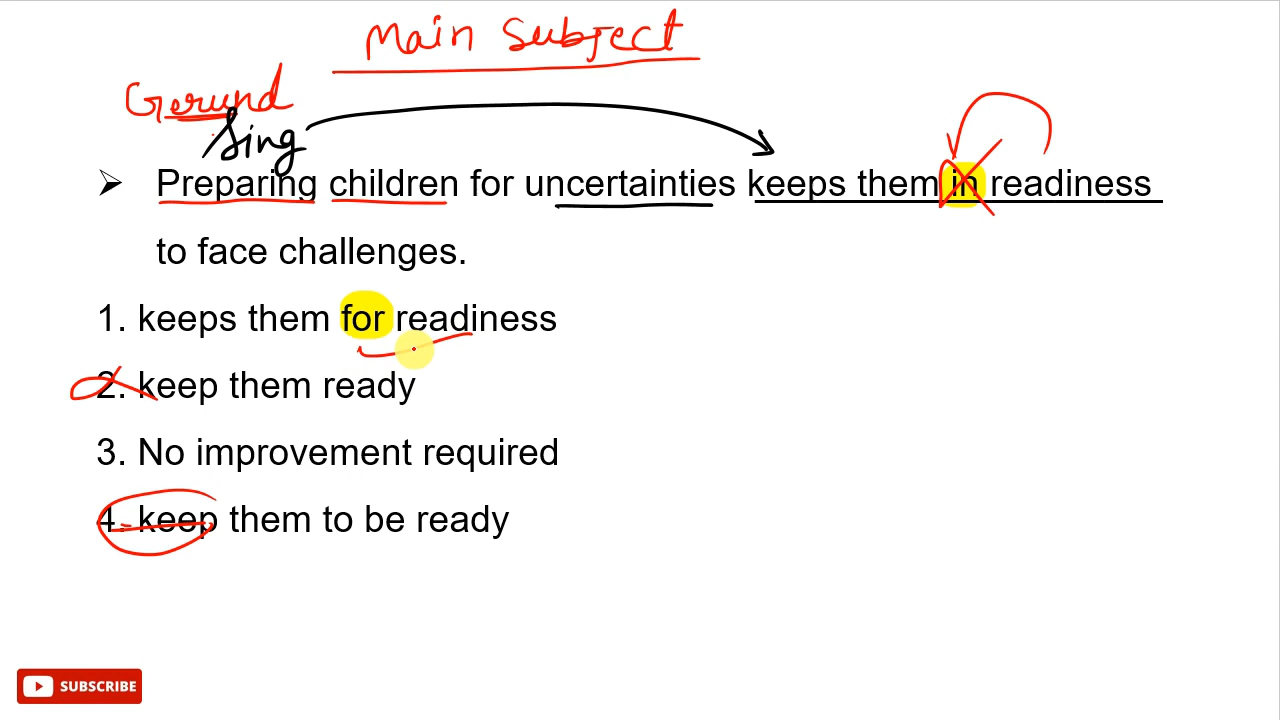 Main Subject
Gerund
Sing
➢ Preparing children for uncertainties keeps them in readiness
to face challenges.
1. keeps them for readiness
2. keep them ready
3. No improvement required
4. keep them to be ready
SUBSCRIBE